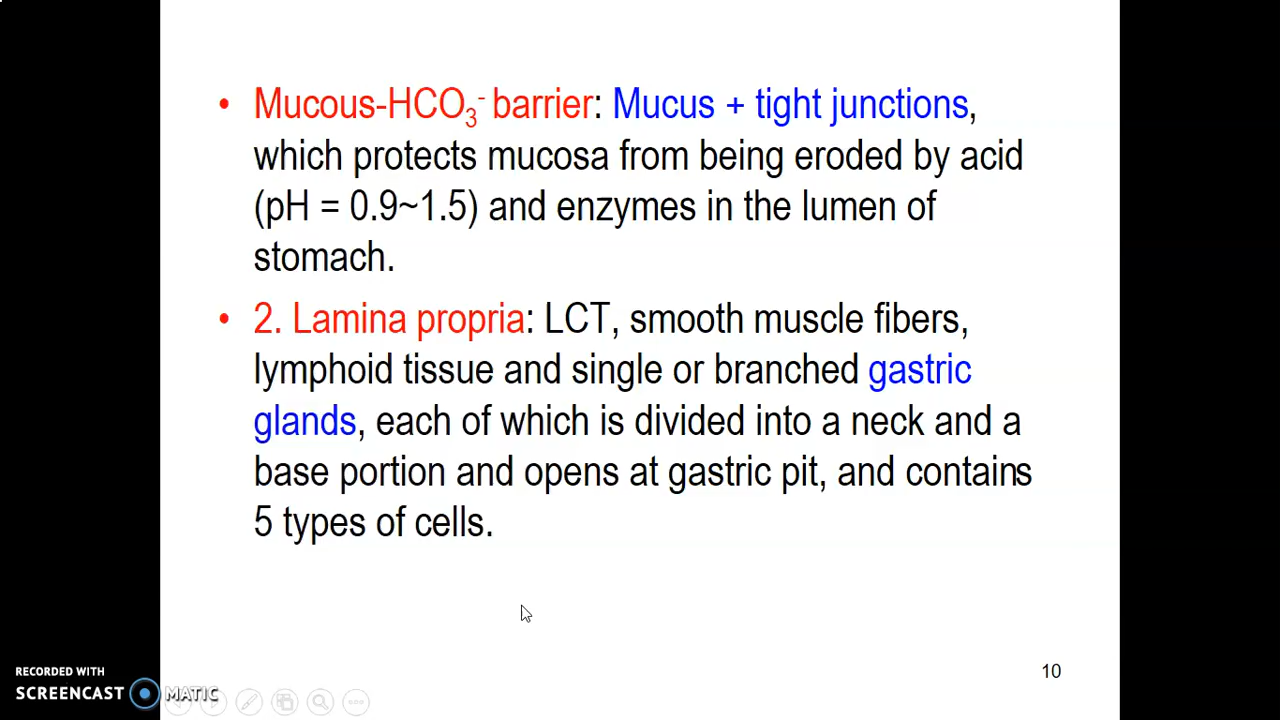 • Mucous-HCO₃⁻ barrier: Mucus + tight junctions,
which protects mucosa from being eroded by acid
(pH = 0.9~1.5) and enzymes in the lumen of
stomach.
• 2. Lamina propria: LCT, smooth muscle fibers,
lymphoid tissue and single or branched gastric
glands, each of which is divided into a neck and a
base portion and opens at gastric pit, and contains
5 types of cells.
10
RECORDED WITH
SCREENCAST MATIC